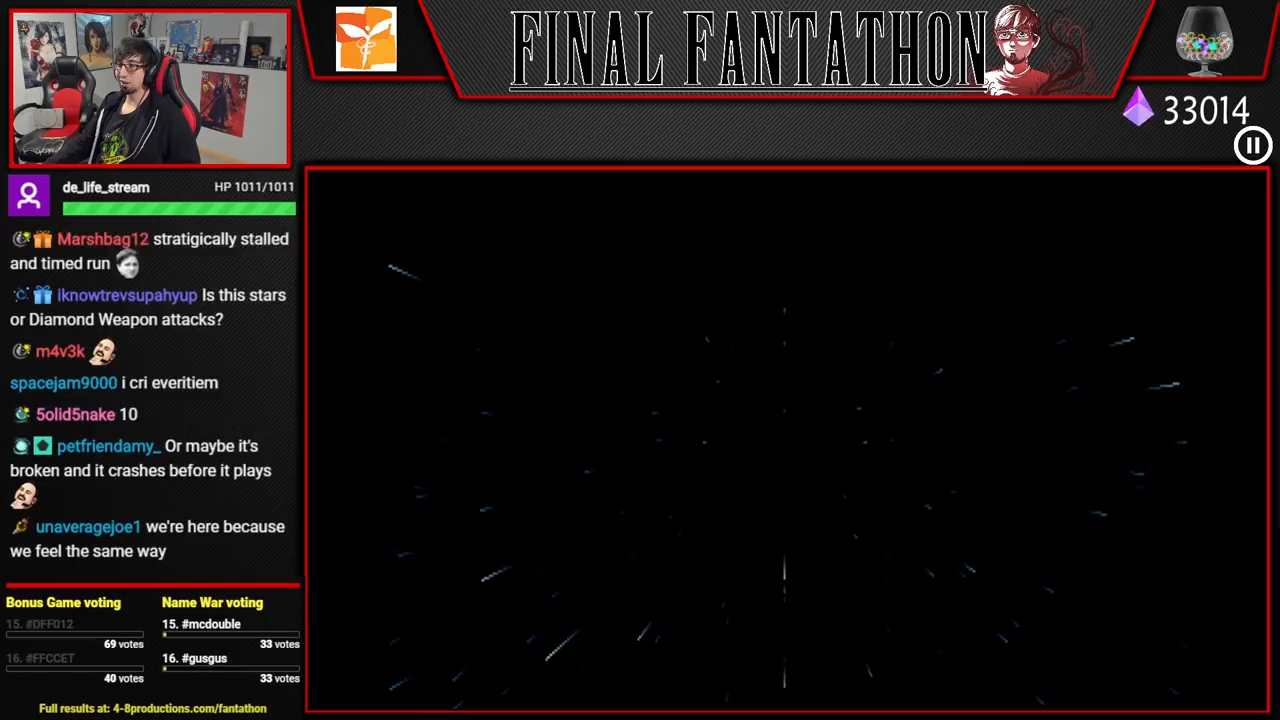 FINAL FANTATHON
33014
de_life_stream HP 1011/1011
Marshbag12 stratigically stalled
and timed run
iknowtrevsupahyup Is this stars
or Diamond Weapon attacks?
m4v3k
spacejam9000 i cri everitiem
5olid5nake 10
petfriendamy_ Or maybe it's
broken and it crashes before it plays
unaveragejoe1 we're here because
we feel the same way
Bonus Game voting
15. #DFF012
69 votes
16. #FFCCET
40 votes
Name War voting
15. #mcdouble
33 votes
16. #gusgus
33 votes
Full results at: 4-8productions.com/fantathon